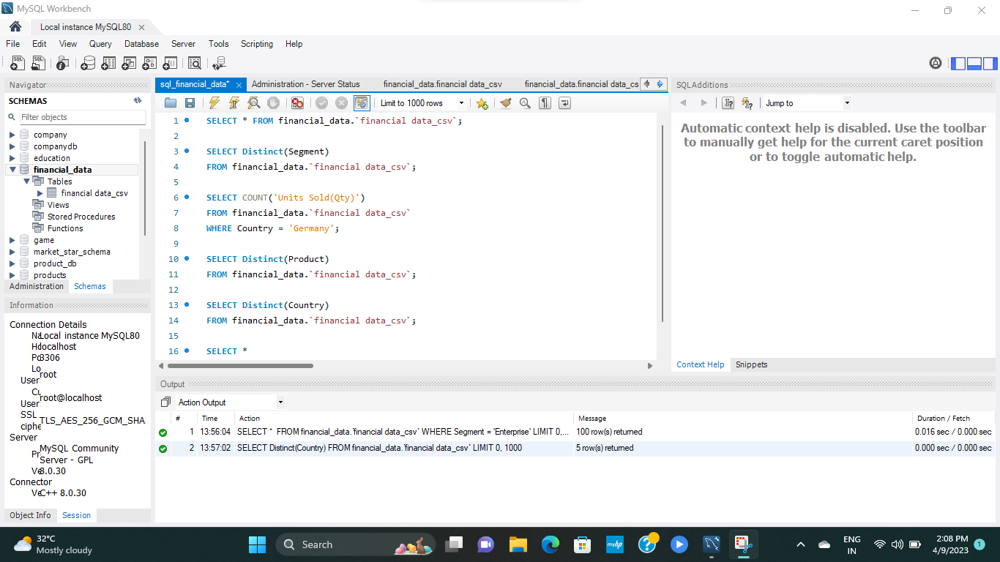 MySQL Workbench
Local instance MySQL80
File Edit View Query Database Server Tools Scripting Help
Navigator
SCHEMAS
Filter objects
company
companydb
education
financial_data
Tables
financial data_csv
Views
Stored Procedures
Functions
game
market_star_schema
product_db
products
Administration Schemas
Information
Connection Details
Local instance MySQL80
localhost
3306
root
User
root@localhost
User
SSL
TLS_AES_256_GCM_SHA
Server
MySQL Community
Server - GPL
8.0.30
Connector
C++ 8.0.30
Object Info Session
sql_financial_data* Administration - Server Status financial_data.financial data_csv financial_data.financial data_cs
Limit to 1000 rows
1 SELECT * FROM financial_data.`financial data_csv`;
2
3 SELECT Distinct(Segment)
4 FROM financial_data.`financial data_csv`;
5
6 SELECT COUNT('Units Sold(Qty)')
7 FROM financial_data.`financial data_csv`
8 WHERE Country = 'Germany';
9
10 SELECT Distinct(Product)
11 FROM financial_data.`financial data_csv`;
12
13 SELECT Distinct(Country)
14 FROM financial_data.`financial data_csv`;
15
16 SELECT *
SQLAdditions
Jump to
Automatic context help is disabled. Use the toolbar
to manually get help for the current caret position
or to toggle automatic help.
Context Help Snippets
Output
Action Output
# Time Action Message Duration / Fetch
1 13:56:04 SELECT * FROM financial_data.`financial data_csv` WHERE Segment = 'Enterprise' LIMIT 0,... 100 row(s) returned 0.016 sec / 0.000 sec
2 13:57:02 SELECT Distinct(Country) FROM financial_data.`financial data_csv` LIMIT 0, 1000 5 row(s) returned 0.000 sec / 0.000 sec
32°C
Mostly cloudy
Search
ENG
IN
2:08 PM
4/9/2023
1